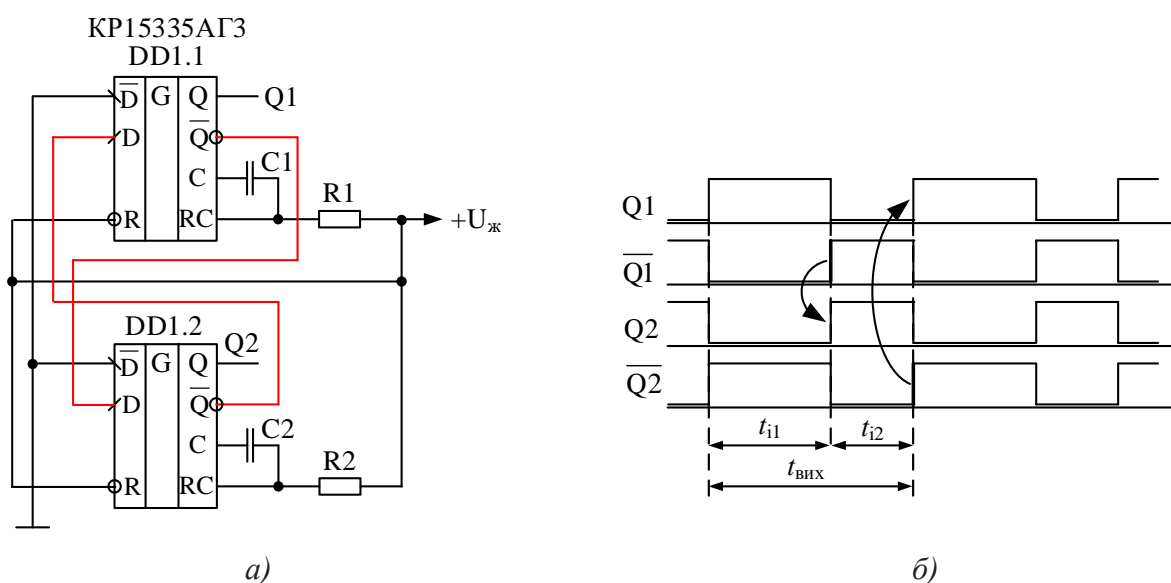 КР15335АГ3
DD1.1
D̅ G Q Q1
D Q̅
C C1
R RC R1 +Uж
DD1.2
D̅ G Q Q2
D Q̅
C C2
R RC R2
а)
Q1
Q̅1̅
Q2
Q̅2̅
ti1 ti2
tвих
б)